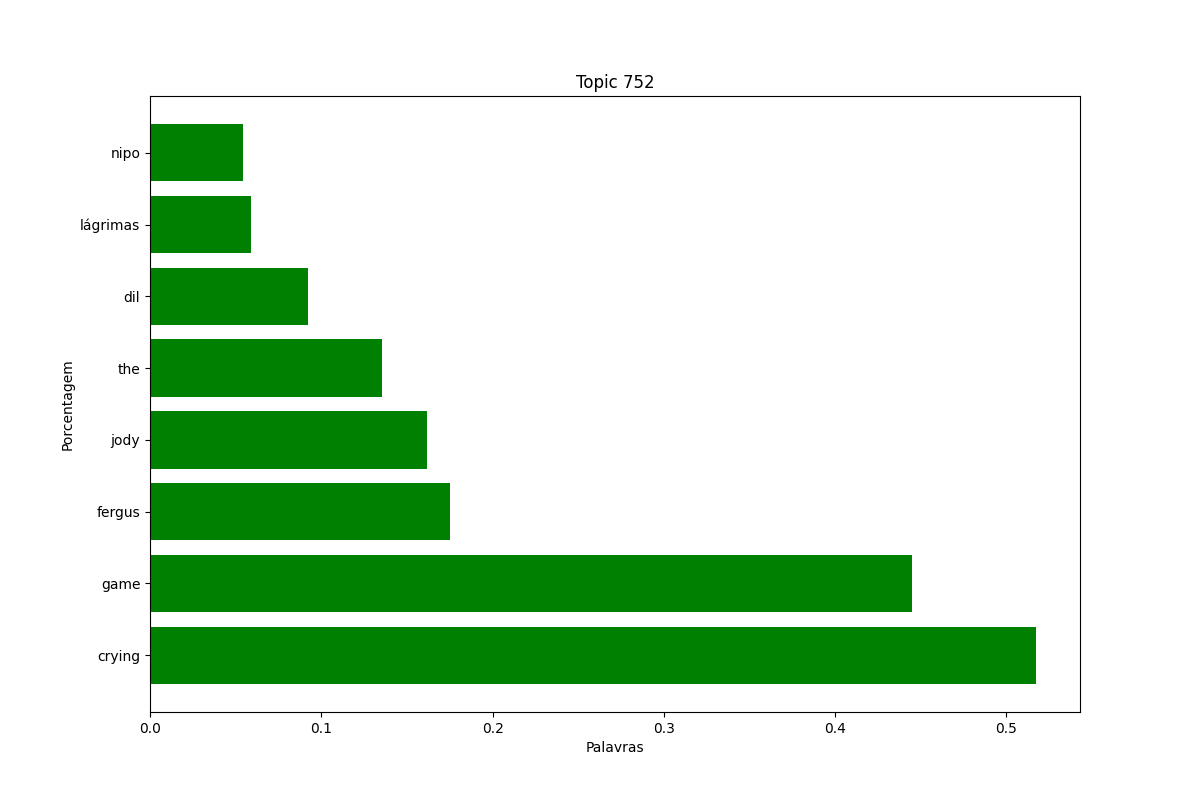 Topic 752
nipo
lágrimas
dil
the
jody
fergus
game
crying
Porcentagem
0.0 0.1 0.2 0.3 0.4 0.5
Palavras